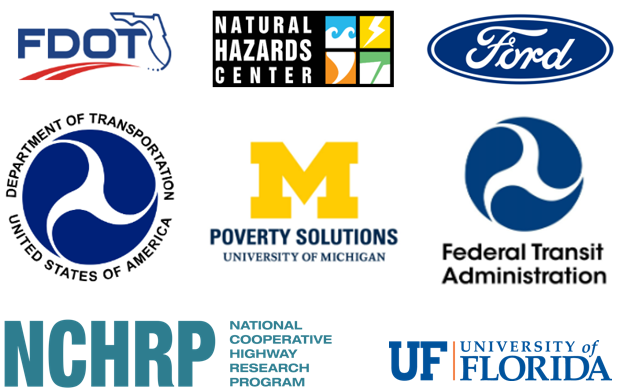 FDOT
NATURAL
HAZARDS
CENTER
Ford
DEPARTMENT OF TRANSPORTATION
UNITED STATES OF AMERICA
M
POVERTY SOLUTIONS
UNIVERSITY OF MICHIGAN
Federal Transit
Administration
NCHRP
NATIONAL
COOPERATIVE
HIGHWAY
RESEARCH
PROGRAM
UF
UNIVERSITY of
FLORIDA